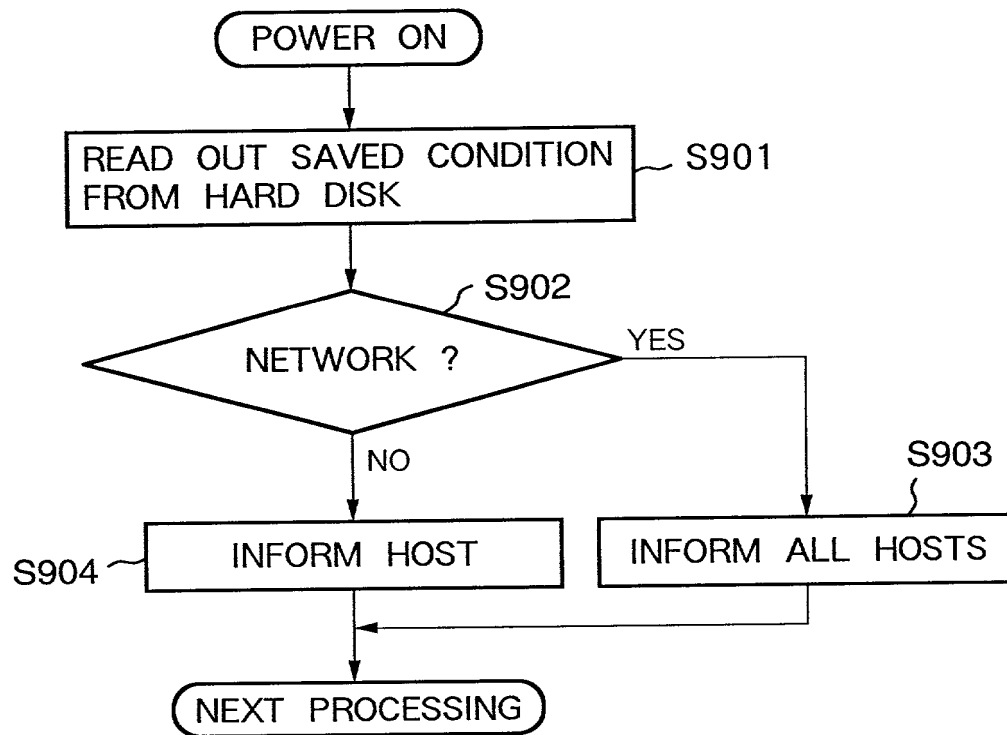 POWER ON
READ OUT SAVED CONDITION
FROM HARD DISK
S901
S902
NETWORK ?
YES
NO
S903
INFORM HOST
INFORM ALL HOSTS
S904
NEXT PROCESSING